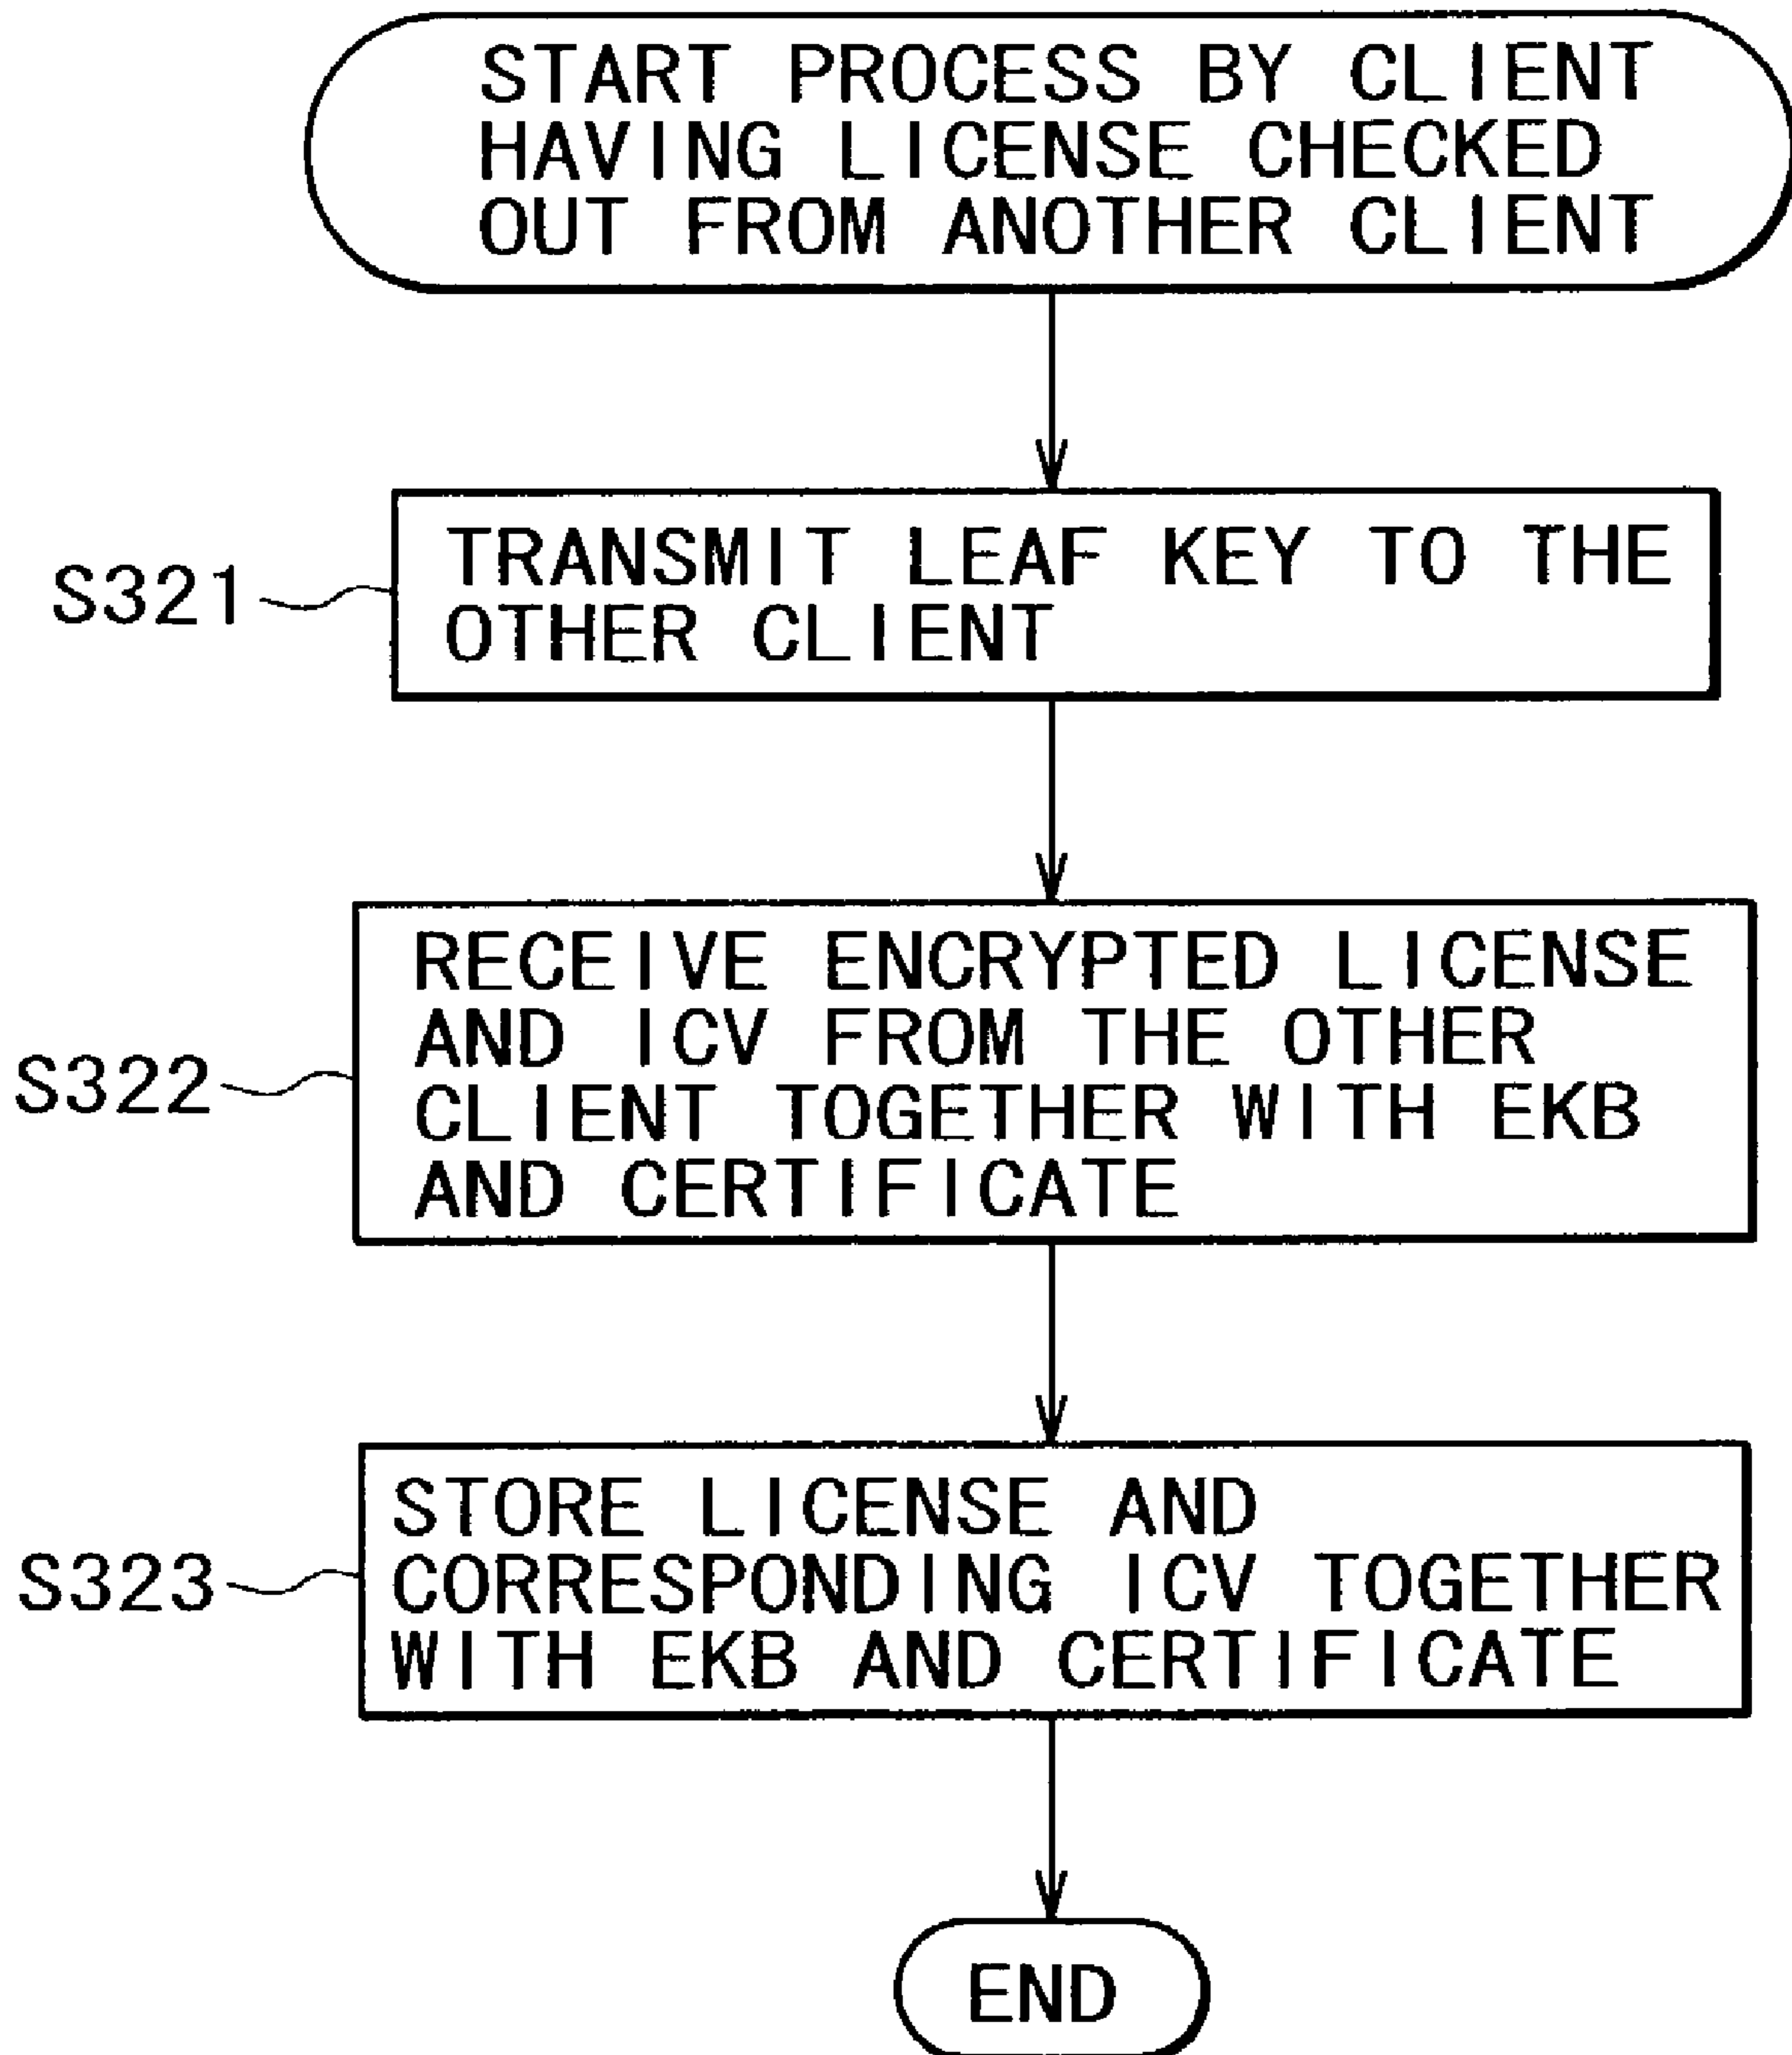 START PROCESS BY CLIENT
HAVING LICENSE CHECKED
OUT FROM ANOTHER CLIENT
S321
TRANSMIT LEAF KEY TO THE
OTHER CLIENT
S322
RECEIVE ENCRYPTED LICENSE
AND ICV FROM THE OTHER
CLIENT TOGETHER WITH EKB
AND CERTIFICATE
S323
STORE LICENSE AND
CORRESPONDING ICV TOGETHER
WITH EKB AND CERTIFICATE
END